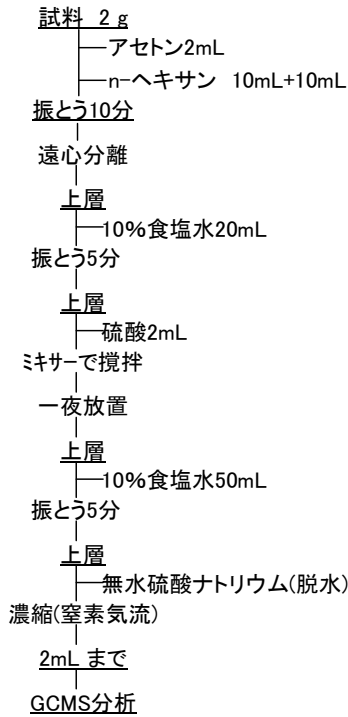 試料 2 g
アセトン2mL
n-ヘキサン 10mL+10mL
振とう10分
遠心分離
上層
10%食塩水20mL
振とう5分
上層
硫酸2mL
ミキサーで撹拌
一夜放置
上層
10%食塩水50mL
振とう5分
上層
無水硫酸ナトリウム(脱水)
濃縮(窒素気流)
2mL まで
GCMS分析